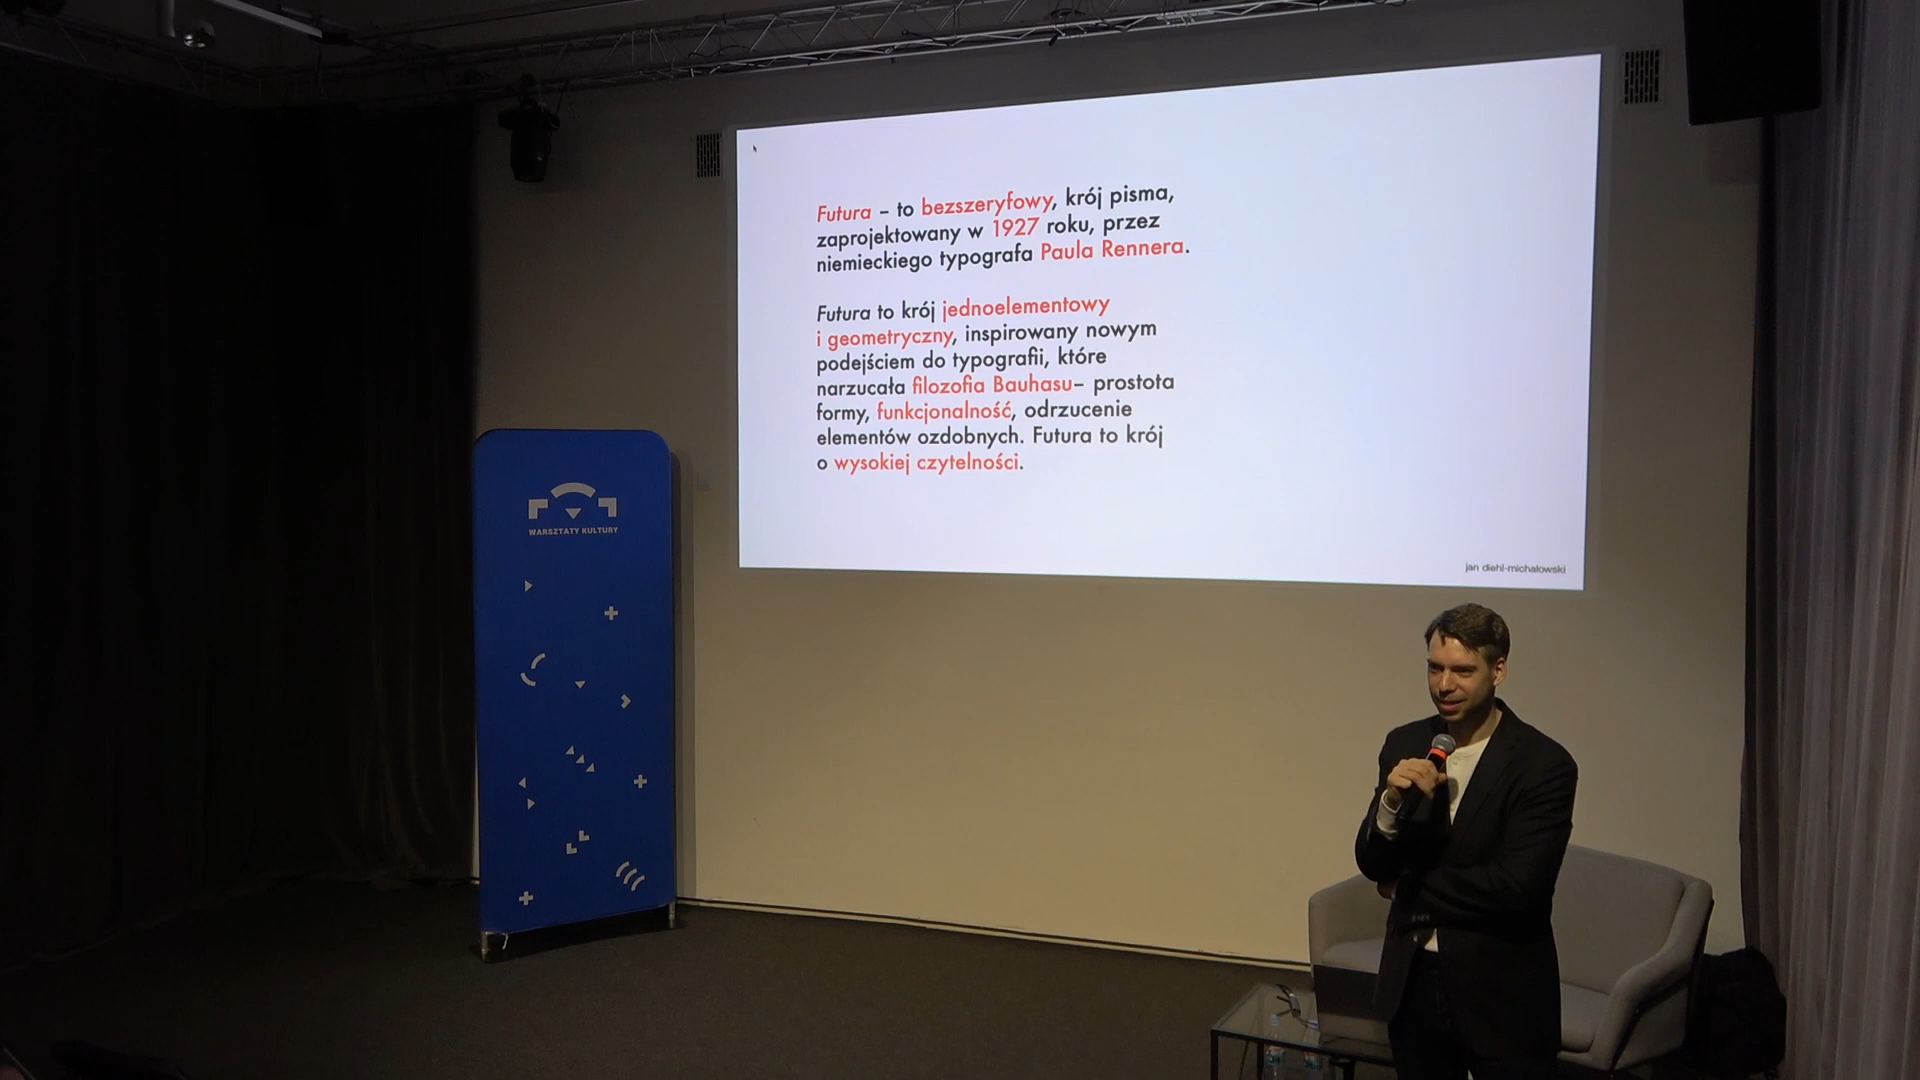 Futura – to bezszeryfowy, krój pisma,
zaprojektowany w 1927 roku, przez
niemieckiego typografa Paula Rennera.
Futura to krój jednoelementowy
i geometryczny, inspirowany nowym
podejściem do typografii, które
narzucała filozofia Bauhasu– prostota
formy, funkcjonalność, odrzucenie
elementów ozdobnych. Futura to krój
o wysokiej czytelności.
jan diehl-michałowski
WARSZTATY KULTURY